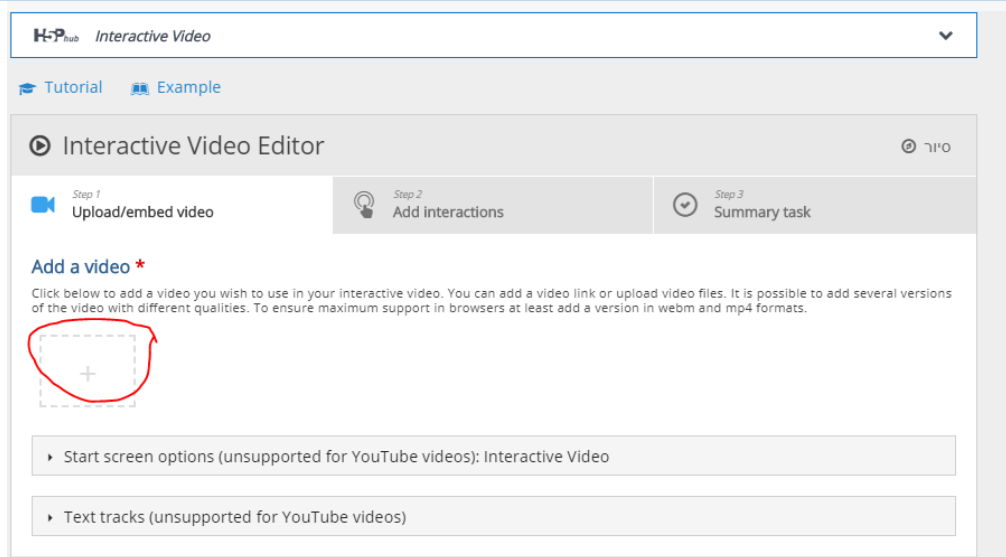 H5P hub Interactive Video
Tutorial Example
Interactive Video Editor סיור
Step 1
Upload/embed video
Step 2
Add interactions
Step 3
Summary task
Add a video *
Click below to add a video you wish to use in your interactive video. You can add a video link or upload video files. It is possible to add several versions
of the video with different qualities. To ensure maximum support in browsers at least add a version in webm and mp4 formats.
+
Start screen options (unsupported for YouTube videos): Interactive Video
Text tracks (unsupported for YouTube videos)